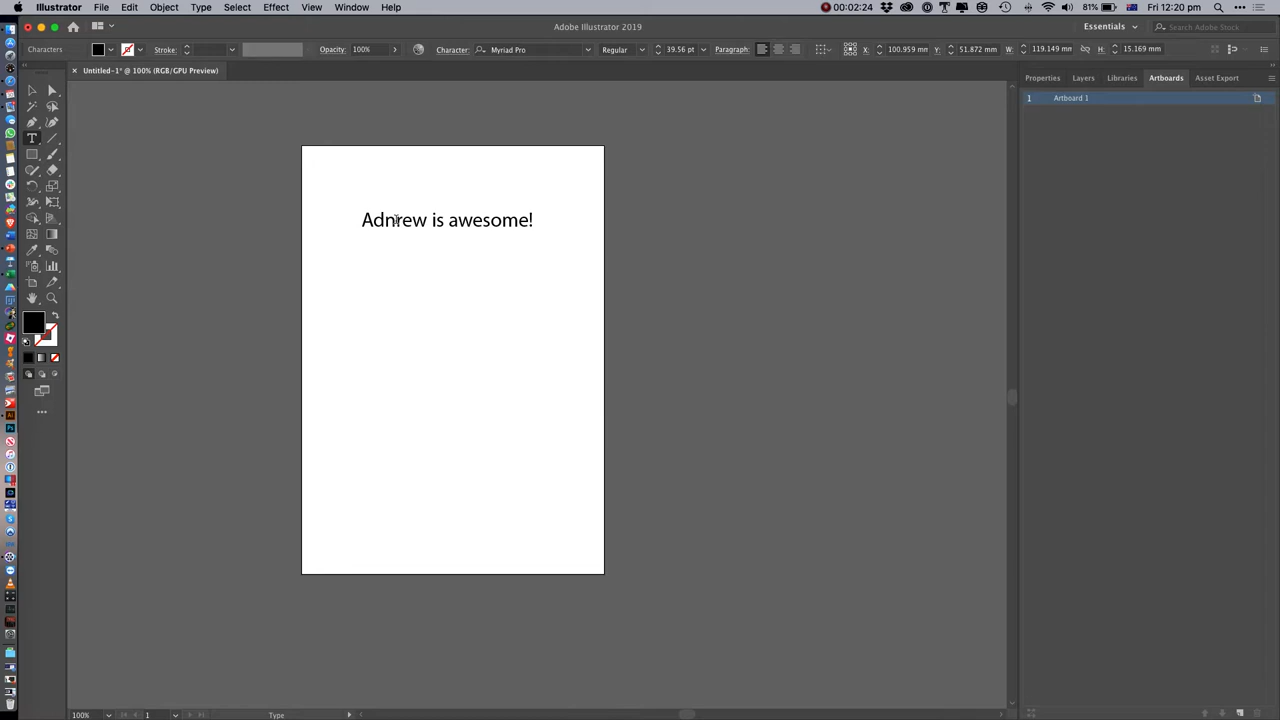 Illustrator File Edit Object Type Select Effect View Window Help 00:02:24 81% Fri 12:20 pm
Adobe Illustrator 2019 Essentials Search Adobe Stock
Characters Stroke: Opacity: 100% Character: Myriad Pro Regular 39.56 pt Paragraph: X: 100.959 mm Y: 51.872 mm W: 119.149 mm H: 15.169 mm
Untitled-1* @ 100% (RGB/GPU Preview) Properties Layers Libraries Artboards Asset Export
1 Artboard 1
Adnrew is awesome!
100% 1 Type